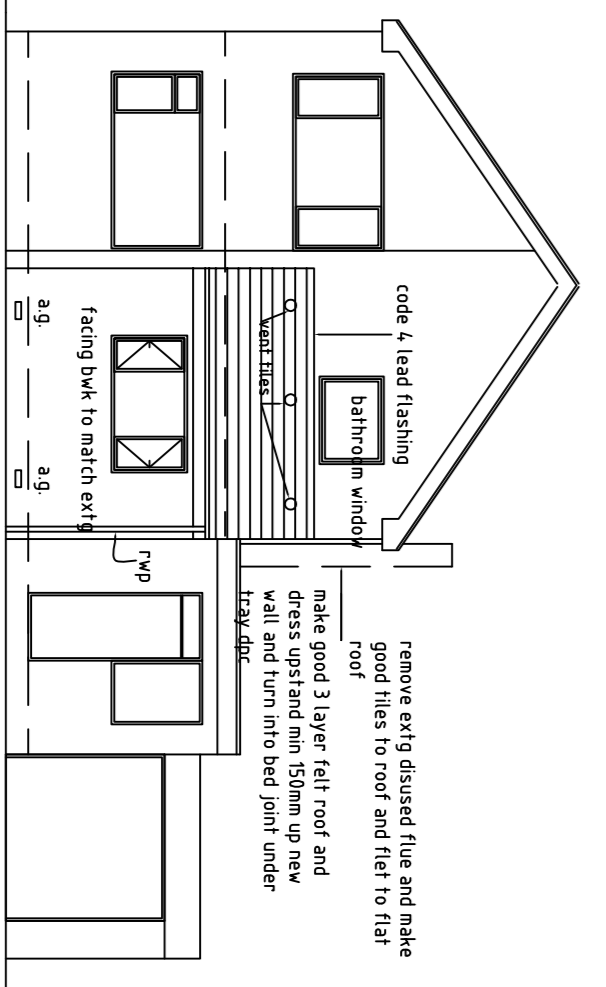 remove extg disused flue and make
good tiles to roof and flet to flat
roof
make good 3 layer felt roof and
dress upstand min 150mm up new
wall and turn into bed joint under
tray dpc
code 4 lead flashing
bathroom window
vent tiles
rwp
facing bwk to match extg
a.g.
a.g.